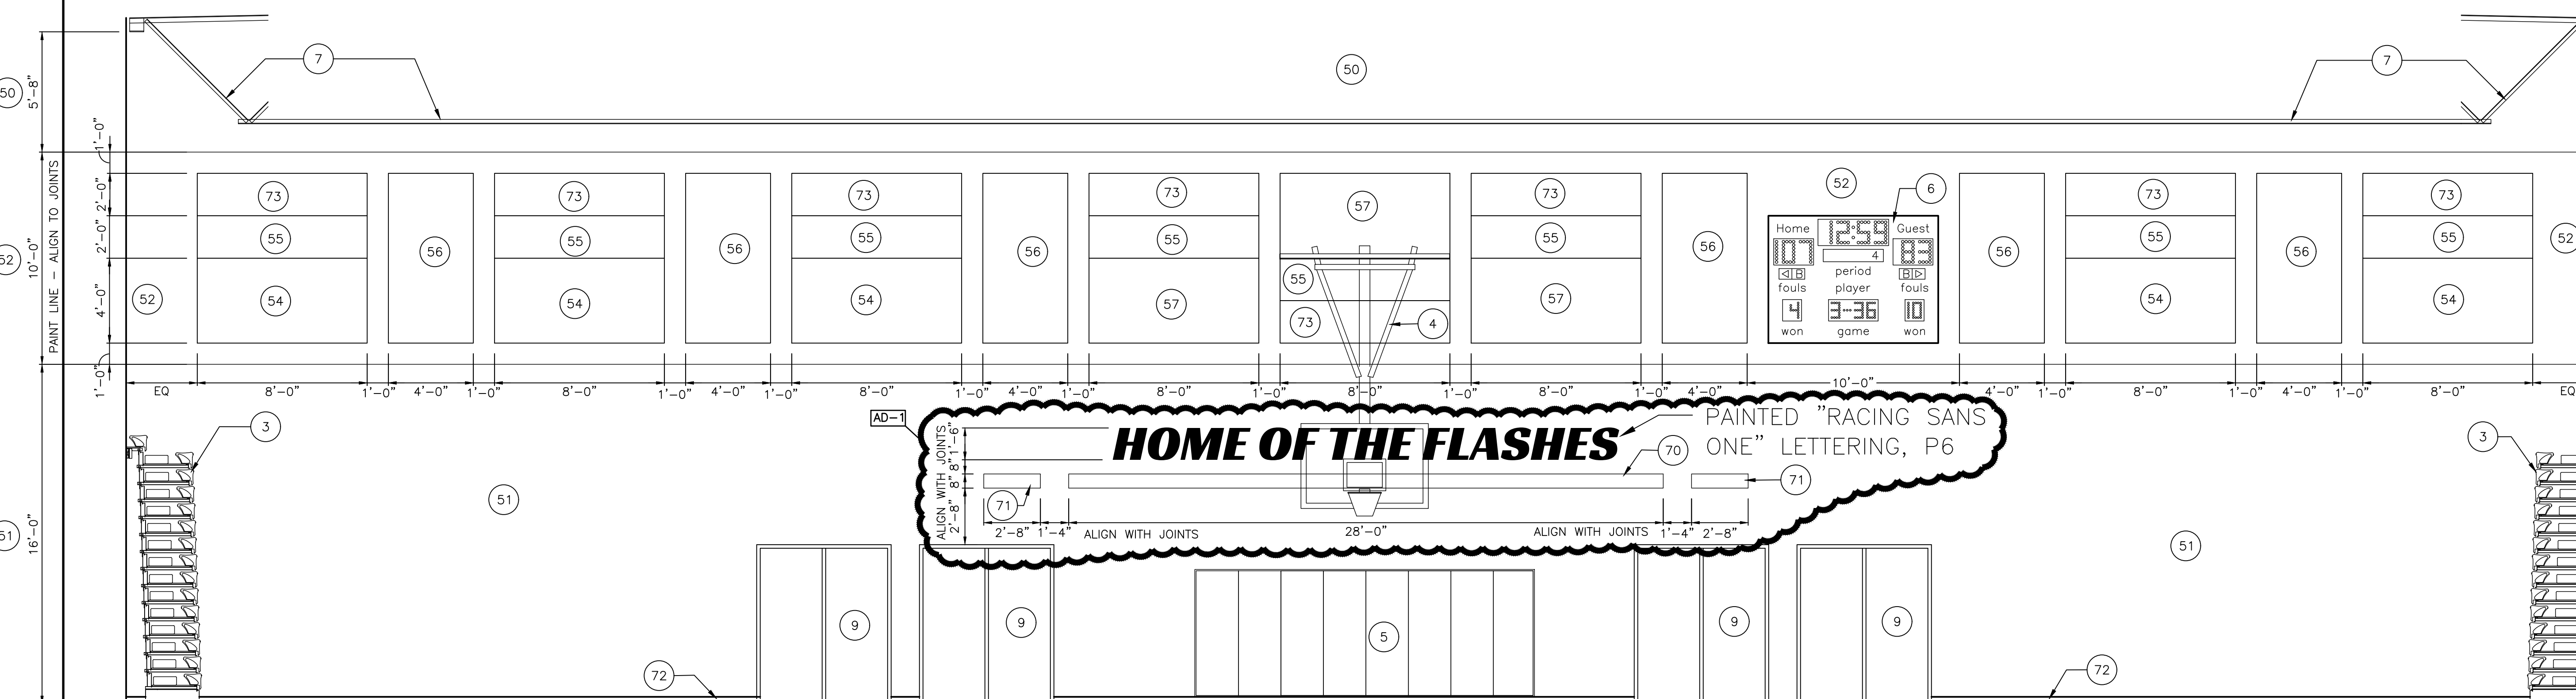 7
50
7
50
5'-8"
1'-0"
PAINT LINE - ALIGN TO JOINTS
52
10'-0"
2'-0"
2'-0"
4'-0"
1'-0"
73 73 73 73 57 73 52 6 73 73
55 56 55 56 55 56 55 55 56 56 55 56 55 52
52 54 54 54 57 55 57 54 54
73 4
Home 12:59 Guest
107 4 83
B period B
fouls player fouls
4 3-36 10
won game won
EQ 8'-0" 1'-0" 4'-0" 1'-0" 8'-0" 1'-0" 4'-0" 1'-0" 8'-0" 1'-0" 4'-0" 1'-0" 8'-0" 1'-0" 8'-0" 1'-0" 8'-0" 1'-0" 4'-0" 10'-0" 4'-0" 1'-0" 8'-0" 1'-0" 4'-0" 1'-0" 8'-0" EQ
AD-1
3
ALIGN WITH JOINTS
1'-6"
8"
8"
2'-8"
HOME OF THE FLASHES
PAINTED "RACING SANS
ONE" LETTERING, P6
70
71
71
3
51
51
51
16'-0"
2'-8" 1'-4" ALIGN WITH JOINTS 28'-0" ALIGN WITH JOINTS 1'-4" 2'-8"
9 9 5 9 9
72
72